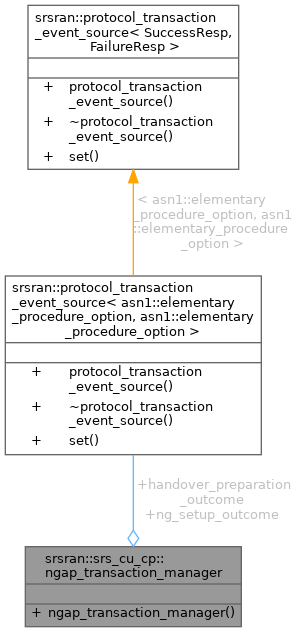 srsran::protocol_transaction
_event_source< SuccessResp,
FailureResp >
+ protocol_transaction
_event_source()
+ ~protocol_transaction
_event_source()
+ set()
< asn1::elementary
_procedure_option, asn1
::elementary_procedure
_option >
srsran::protocol_transaction
_event_source< asn1::elementary
_procedure_option, asn1::elementary
_procedure_option >
+ protocol_transaction
_event_source()
+ ~protocol_transaction
_event_source()
+ set()
+handover_preparation
_outcome
+ng_setup_outcome
srsran::srs_cu_cp::
ngap_transaction_manager
+ ngap_transaction_manager()